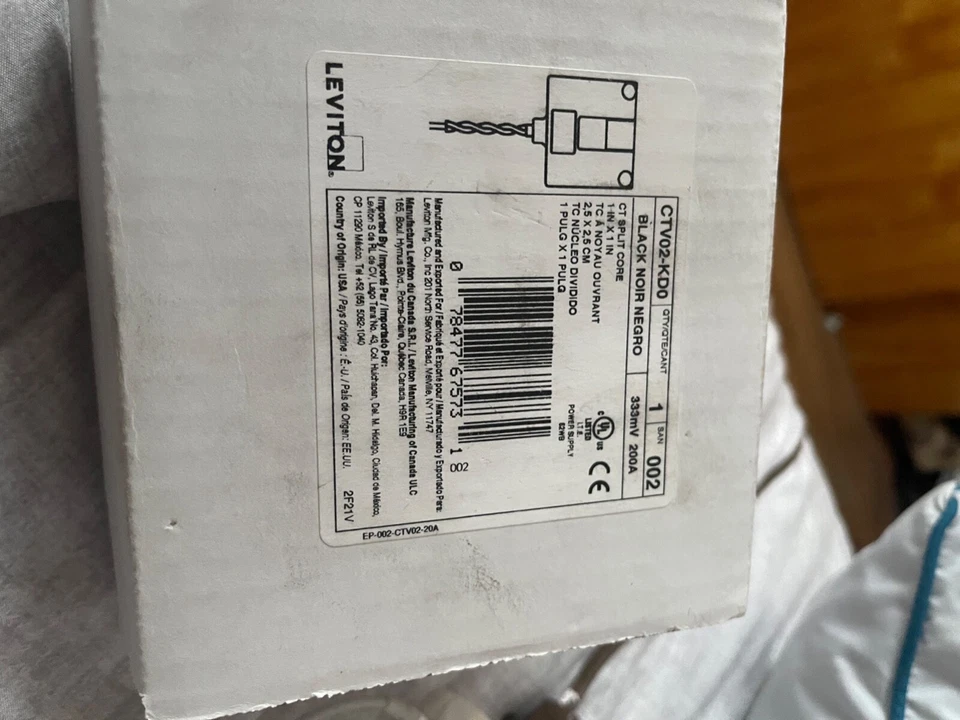 LEVITON®
CTV02-KD0 QTY/QTE/CANT 1 SAN 002
BLACK NOIR NEGRO 333mV 200A
CT SPLIT CORE
1-IN X 1 IN
TC À NOYAU OUVRANT
2,5 X 2,5 CM
TC NÚCLEO DIVIDIDO
1 PULG X 1 PULG
c UL us
LISTED
I.T.E.
POWER SUPPLY
CE
0 78477 67573 1
002
Manufactured and Exported For / Fabriqué et Exporté pour / Manufacturado y Exportado Para:
Leviton Mfg. Co., Inc 201 North Service Road, Melville, NY 11747
Manufacture Leviton du Canada S.R.L. / Leviton Manufacturing of Canada ULC
165, Boul. Hymus Blvd., Pointe-Claire, Québec Canada, H9R 1E9
Imported By / Importé Par / Importado Por:
Leviton S de RL de CV, Lago Tana No. 43, Col. Huichapan, Del. M. Hidalgo, Ciudad de México,
CP 11290 México. Tel +52 (55) 5082-1040
Country of Origin: USA / Pays d'origine : É.-U. / País de Origen: EE.UU. 2F21V
EP-002-CTV02-20A